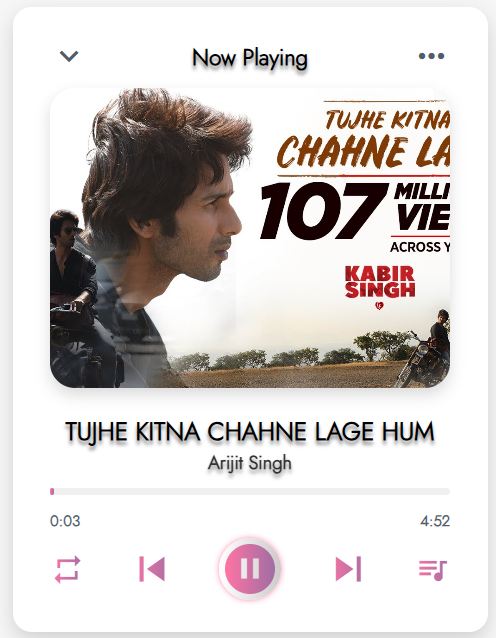 Now Playing
TUJHE KITNA
CHAHNE LA
107 MILLI
VIE
ACROSS Y
KABIR
SINGH
TUJHE KITNA CHAHNE LAGE HUM
Arijit Singh
0:03 4:52